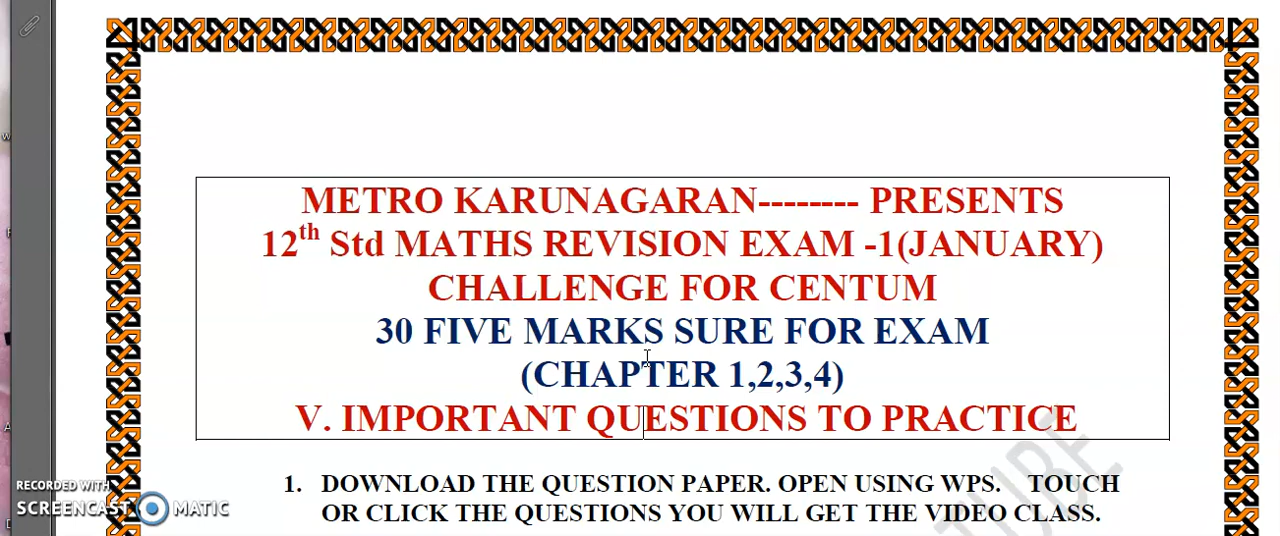 METRO KARUNAGARAN-------- PRESENTS
12th Std MATHS REVISION EXAM -1(JANUARY)
CHALLENGE FOR CENTUM
30 FIVE MARKS SURE FOR EXAM
(CHAPTER 1,2,3,4)
V. IMPORTANT QUESTIONS TO PRACTICE
1. DOWNLOAD THE QUESTION PAPER. OPEN USING WPS. TOUCH
OR CLICK THE QUESTIONS YOU WILL GET THE VIDEO CLASS.
TUBE
RECORDED WITH
SCREENCAST MATIC